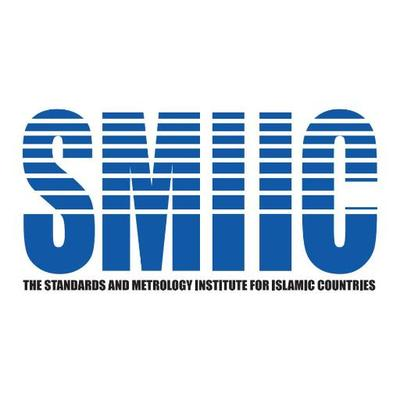 SMIIC
THE STANDARDS AND METROLOGY INSTITUTE FOR ISLAMIC COUNTRIES